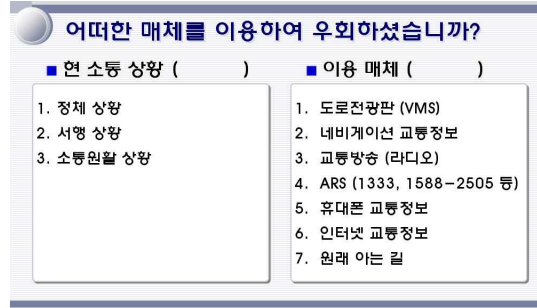 어떠한 매체를 이용하여 우회하셨습니까?
■ 현 소통 상황 (          )
1. 정체 상황
2. 서행 상황
3. 소통원활 상황
■ 이용 매체 (          )
1. 도로전광판 (VMS)
2. 네비게이션 교통정보
3. 교통방송 (라디오)
4. ARS (1333, 1588-2505 등)
5. 휴대폰 교통정보
6. 인터넷 교통정보
7. 원래 아는 길